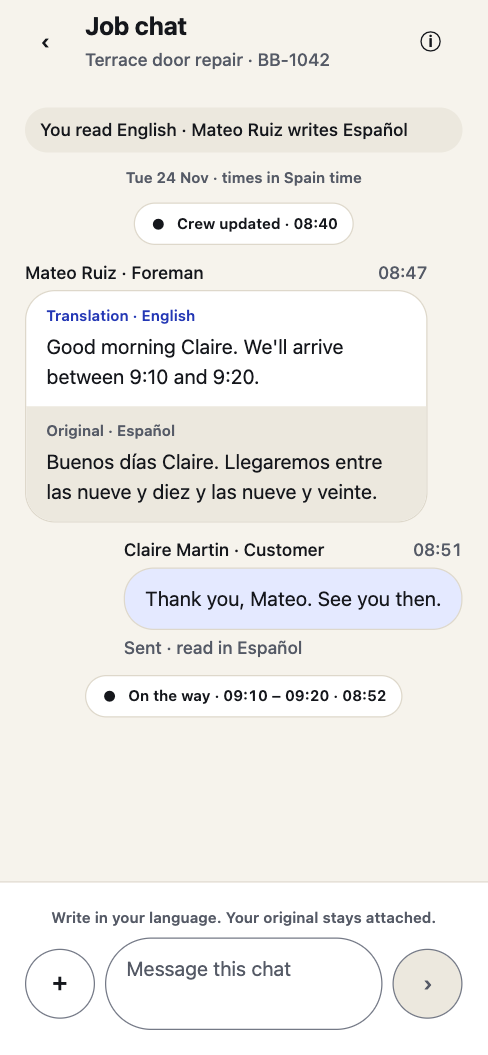 Job chat
Terrace door repair · BB-1042
You read English · Mateo Ruiz writes Español
Tue 24 Nov · times in Spain time
Crew updated · 08:40
Mateo Ruiz · Foreman 08:47
Translation · English
Good morning Claire. We'll arrive
between 9:10 and 9:20.
Original · Español
Buenos días Claire. Llegaremos entre
las nueve y diez y las nueve y veinte.
Claire Martin · Customer 08:51
Thank you, Mateo. See you then.
Sent · read in Español
On the way · 09:10 – 09:20 · 08:52
Write in your language. Your original stays attached.
Message this chat